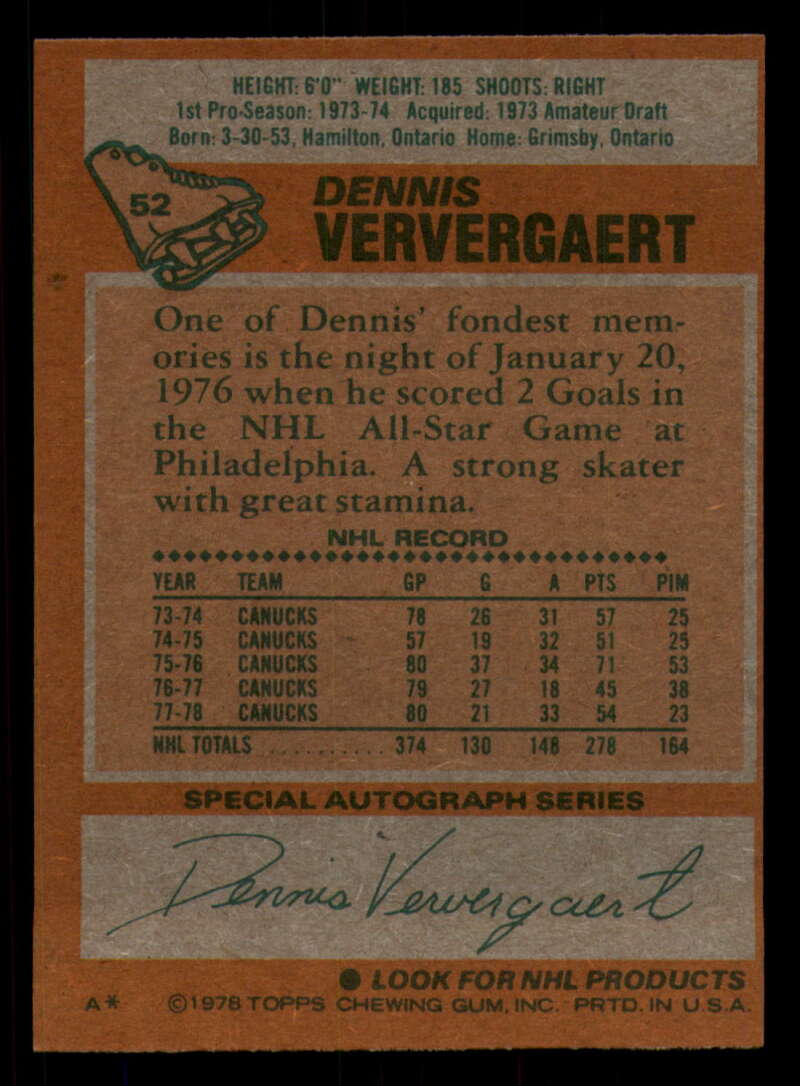 HEIGHT: 6'0" WEIGHT: 185 SHOOTS: RIGHT
1st Pro-Season: 1973-74 Acquired: 1973 Amateur Draft
Born: 3-30-53, Hamilton, Ontario Home: Grimsby, Ontario
52
DENNIS
VERVERGAERT
One of Dennis' fondest mem-
ories is the night of January 20,
1976 when he scored 2 Goals in
the NHL All-Star Game at
Philadelphia. A strong skater
with great stamina.
NHL RECORD
YEAR TEAM GP G A PTS PIM
73-74 CANUCKS 78 26 31 57 25
74-75 CANUCKS 57 19 32 51 25
75-76 CANUCKS 80 37 34 71 53
76-77 CANUCKS 79 27 18 45 38
77-78 CANUCKS 80 21 33 54 23
NHL TOTALS ........... 374 130 148 278 164
SPECIAL AUTOGRAPH SERIES
Dennis Ververgaert
● LOOK FOR NHL PRODUCTS
A* ©1978 TOPPS CHEWING GUM, INC. PRTD. IN U.S.A.